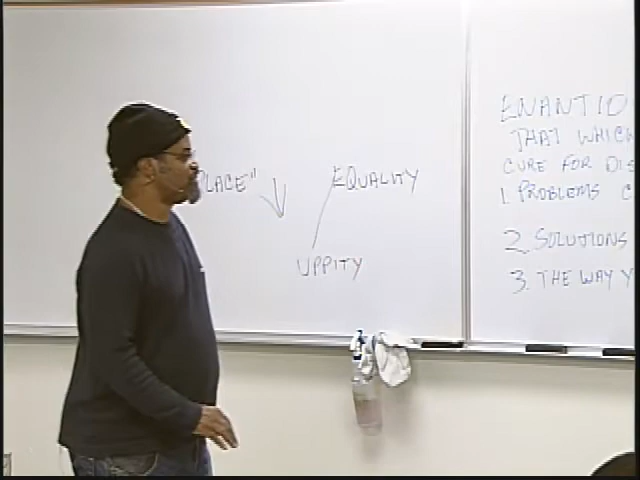 PLACE"
EQUALITY
UPPITY
ENANTIO
THAT WHICH
CURE FOR DIS
1. PROBLEMS C
2. SOLUTIONS
3. THE WAY Y